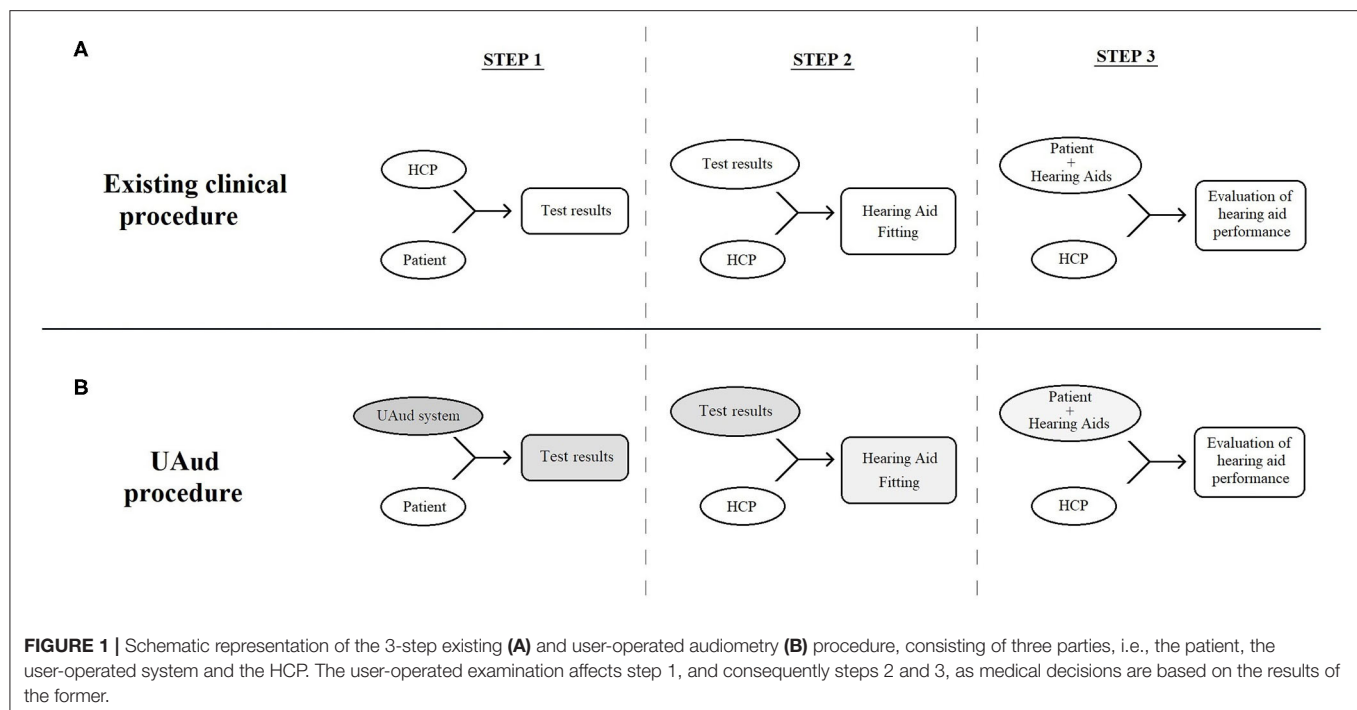 A
STEP 1
STEP 2
STEP 3
Existing clinical
procedure
HCP
Patient
Test results
Test results
HCP
Hearing Aid
Fitting
Patient
+
Hearing Aids
HCP
Evaluation of
hearing aid
performance
B
UAud
procedure
UAud system
Patient
Test results
Test results
HCP
Hearing Aid
Fitting
Patient
+
Hearing Aids
HCP
Evaluation of
hearing aid
performance
FIGURE 1 | Schematic representation of the 3-step existing (A) and user-operated audiometry (B) procedure, consisting of three parties, i.e., the patient, the
user-operated system and the HCP. The user-operated examination affects step 1, and consequently steps 2 and 3, as medical decisions are based on the results of
the former.